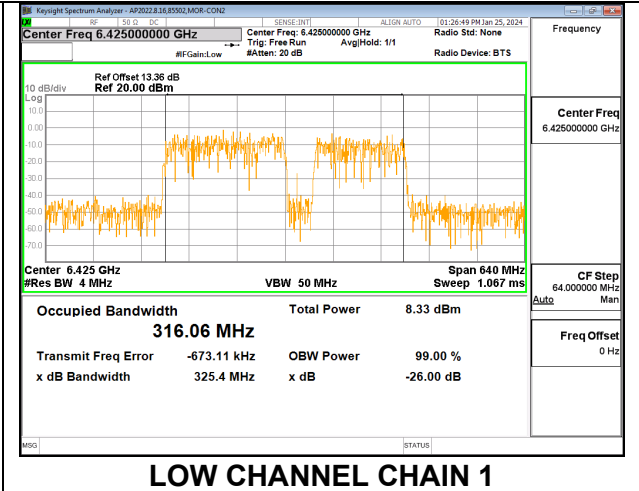 Keysight Spectrum Analyzer - AP2022.8.16,85502,MOR-CON2
RF 50 Ω DC SENSE:INT ALIGN AUTO 01:26:49 PM Jan 25, 2024
Center Freq 6.425000000 GHz Center Freq: 6.425000000 GHz Radio Std: None Frequency
Trig: Free Run Avg|Hold: 1/1
#IFGain:Low #Atten: 20 dB Radio Device: BTS
Ref Offset 13.36 dB
10 dB/div Ref 20.00 dBm
Log
10.0
0.00
-10.0
-20.0
-30.0
-40.0
-50.0
-60.0
-70.0
Center 6.425 GHz Span 640 MHz
#Res BW 4 MHz VBW 50 MHz Sweep 1.067 ms
Occupied Bandwidth Total Power 8.33 dBm
316.06 MHz
Transmit Freq Error -673.11 kHz OBW Power 99.00 %
x dB Bandwidth 325.4 MHz x dB -26.00 dB
Center Freq
6.425000000 GHz
CF Step
64.000000 MHz
Auto Man
Freq Offset
0 Hz
MSG STATUS
LOW CHANNEL CHAIN 1